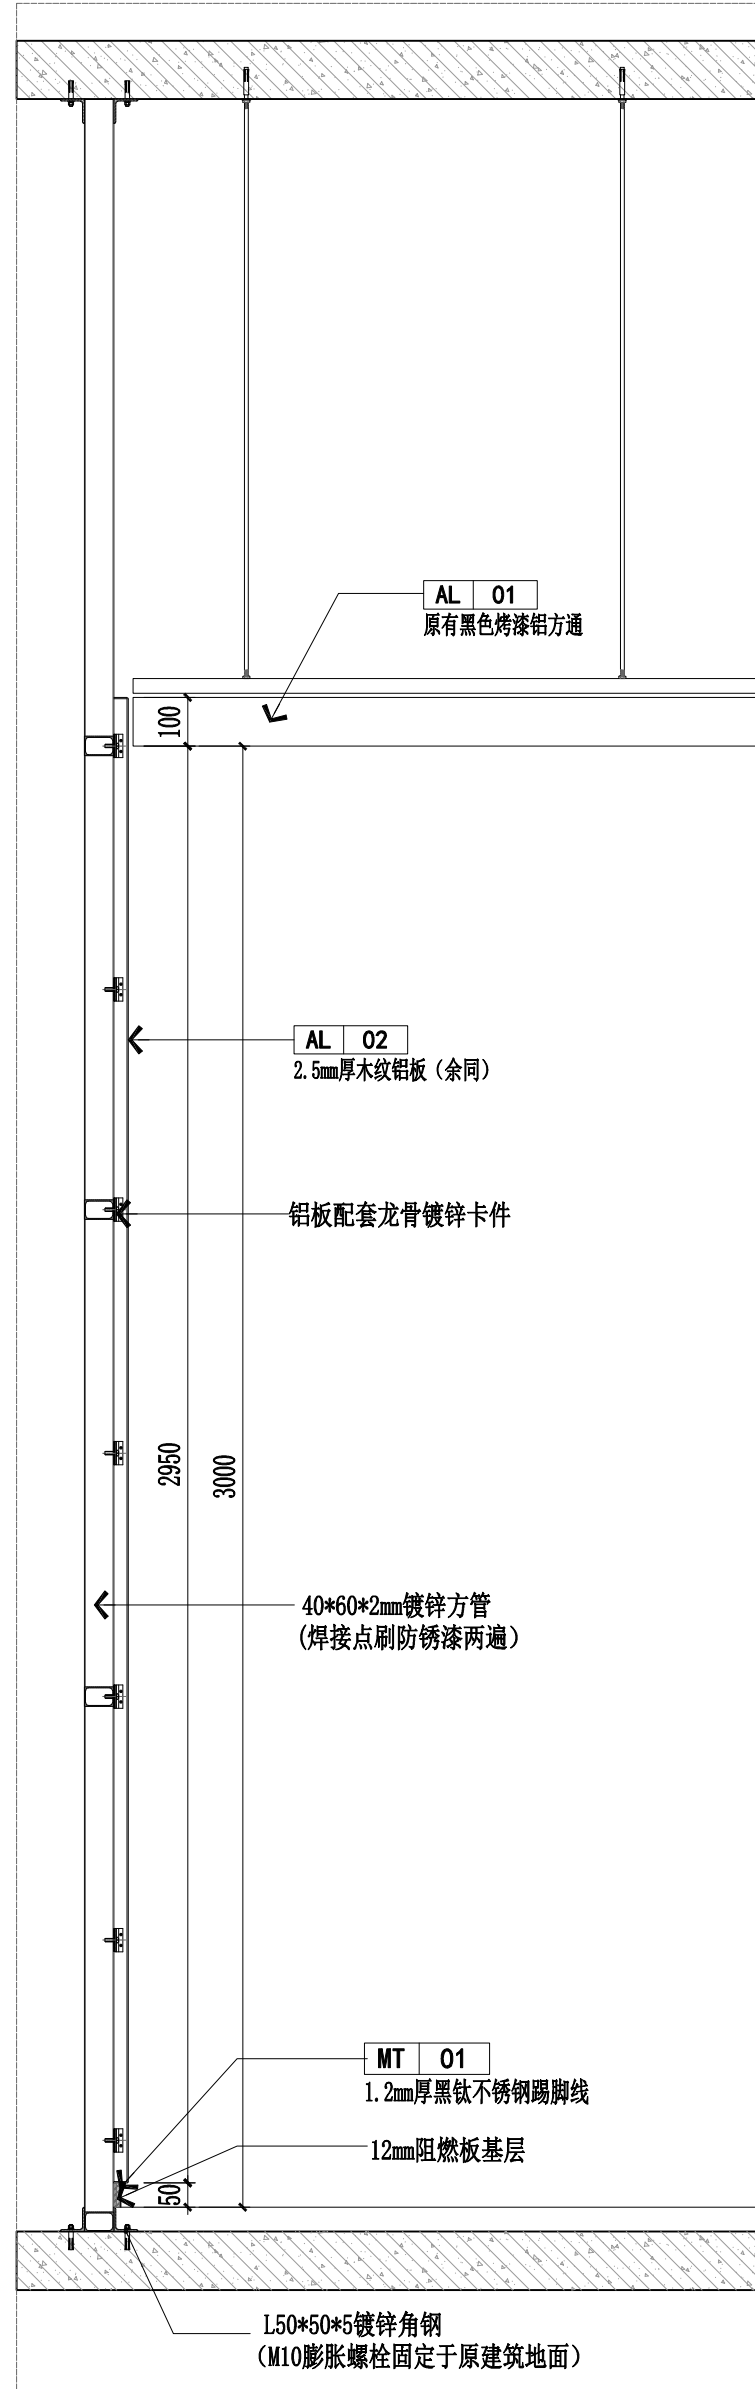 AL 01
原有黑色烤漆铝方通
100
AL 02
2.5mm厚木纹铝板（余同）
铝板配套龙骨镀锌卡件
2950
3000
40*60*2mm镀锌方管
(焊接点刷防锈漆两遍)
MT 01
1.2mm厚黑钛不锈钢踢脚线
12mm阻燃板基层
50
L50*50*5镀锌角钢
(M10膨胀螺栓固定于原建筑地面)